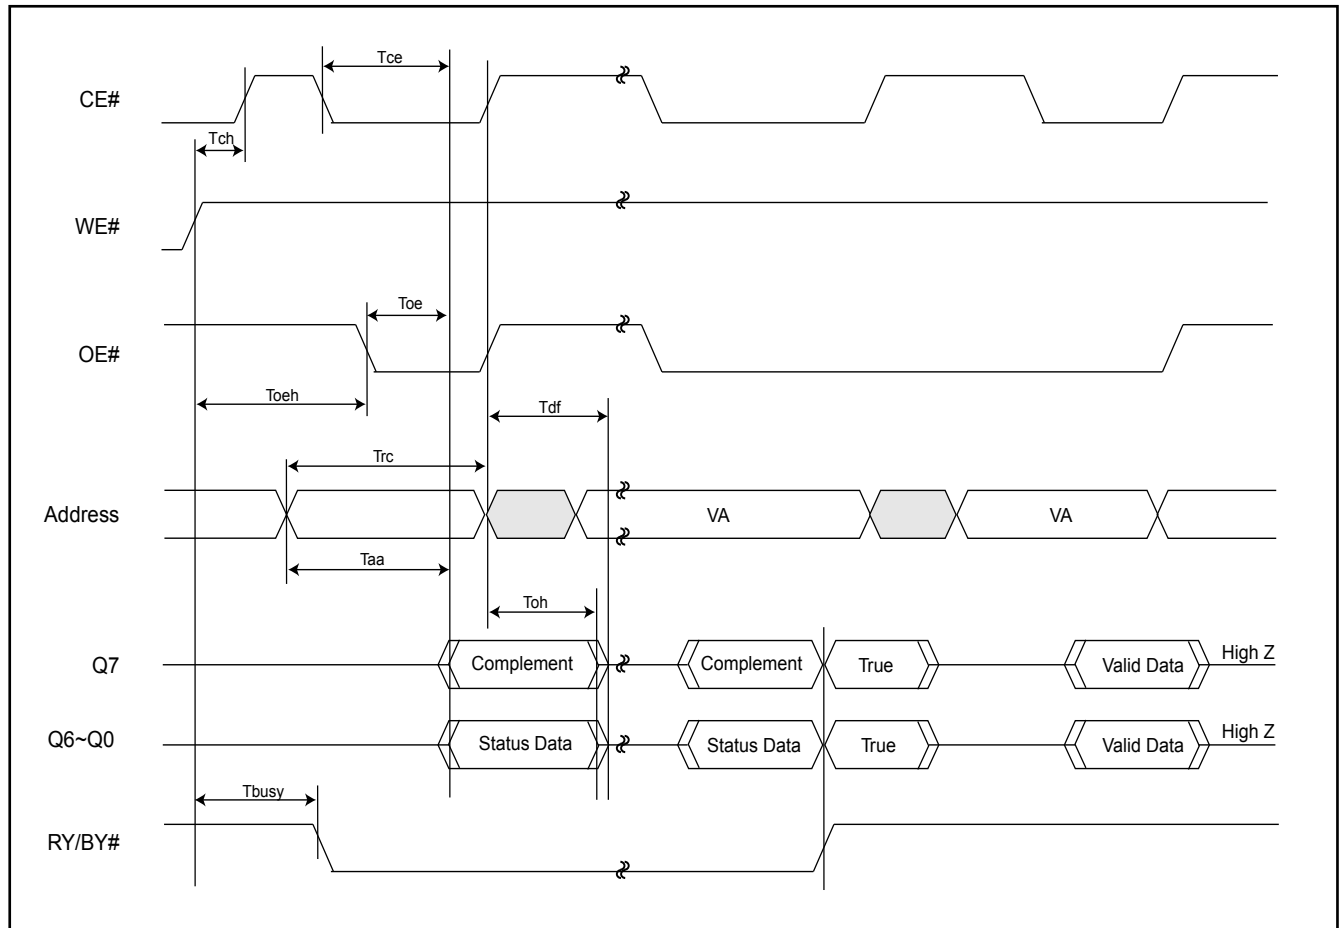 Tce
CE#
Tch
WE#
Toe
OE#
Toeh
Tdf
Trc
Address VA VA
Taa
Toh
Q7 Complement Complement True Valid Data High Z
Q6~Q0 Status Data Status Data True Valid Data High Z
Tbusy
RY/BY#